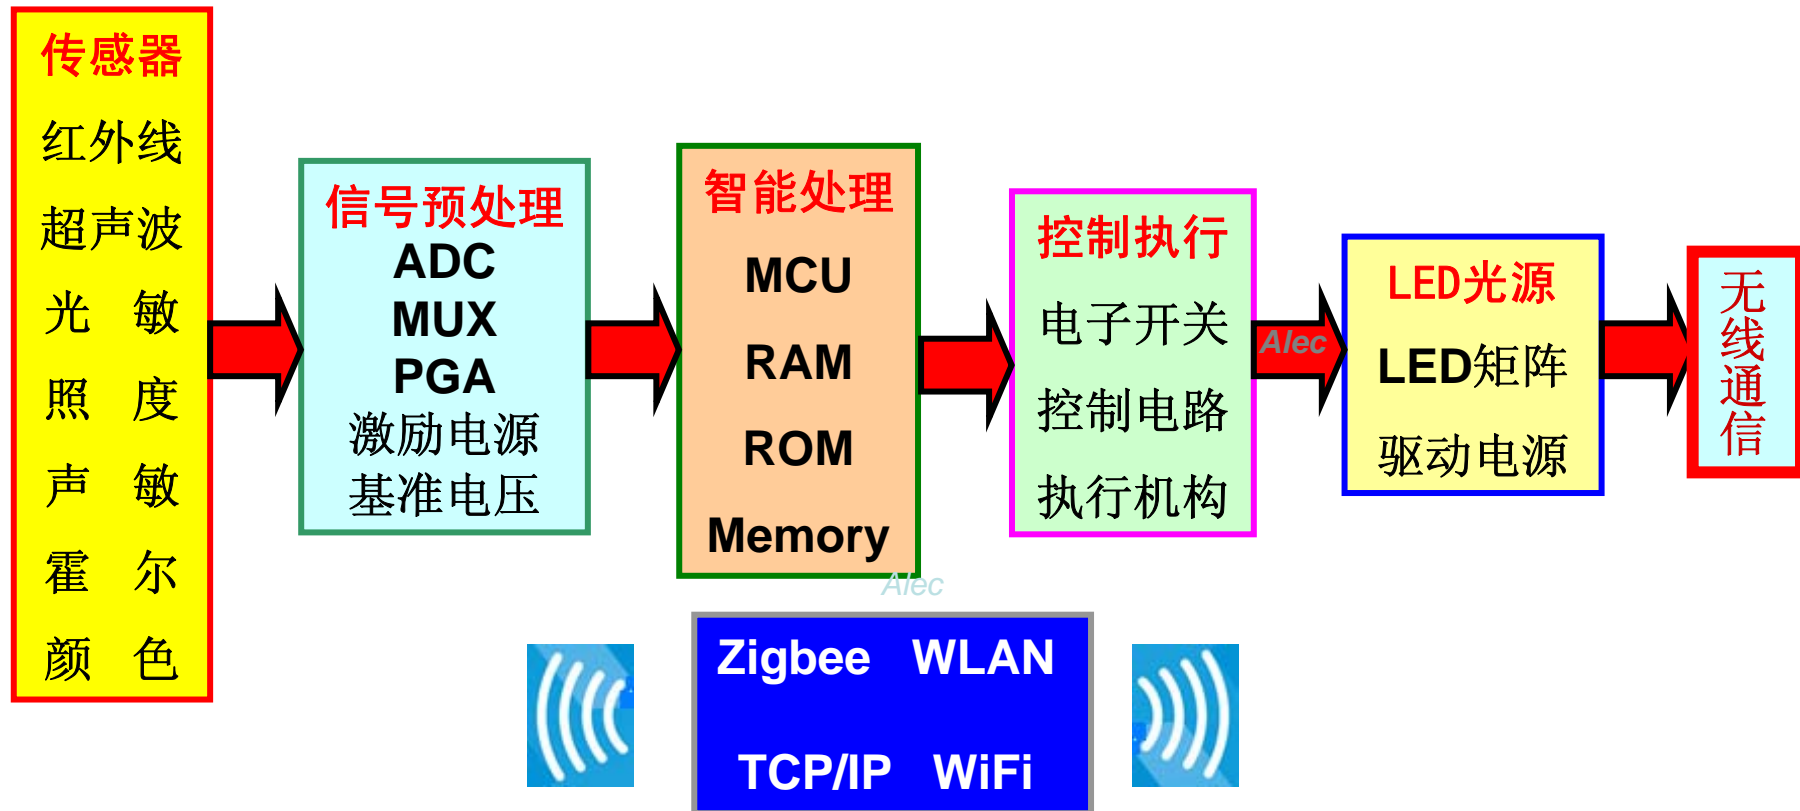 传感器
红外线
超声波
光 敏
照 度
声 敏
霍 尔
颜 色
信号预处理
ADC
MUX
PGA
激励电源
基准电压
智能处理
MCU
RAM
ROM
Memory
Alec
控制执行
电子开关
控制电路
执行机构
Alec
LED光源
LED矩阵
驱动电源
无线通信
Zigbee WLAN
TCP/IP WiFi